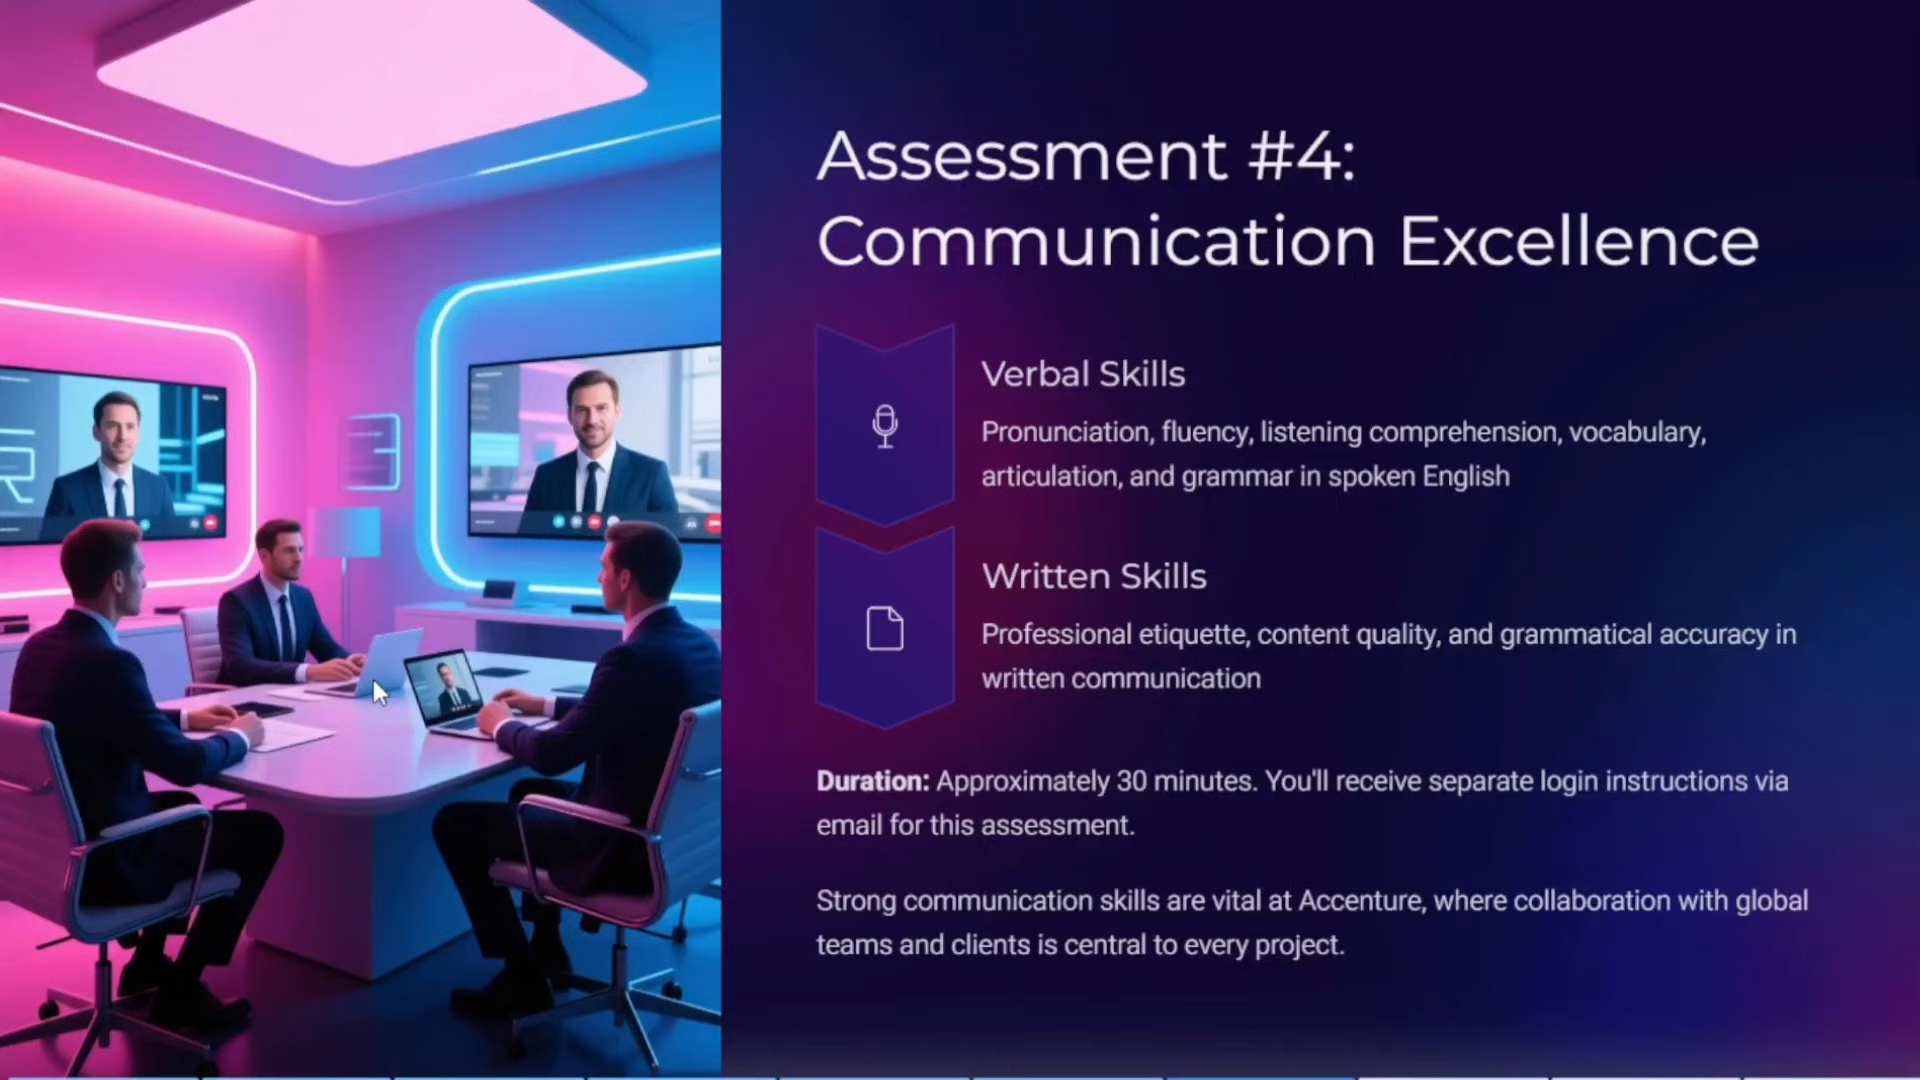 Assessment #4:
Communication Excellence
Verbal Skills
Pronunciation, fluency, listening comprehension, vocabulary,
articulation, and grammar in spoken English
Written Skills
Professional etiquette, content quality, and grammatical accuracy in
written communication
Duration: Approximately 30 minutes. You'll receive separate login instructions via
email for this assessment.
Strong communication skills are vital at Accenture, where collaboration with global
teams and clients is central to every project.